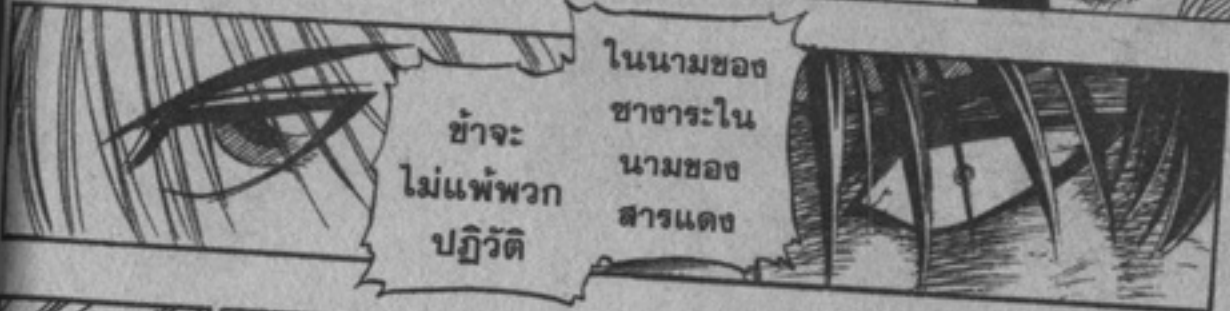 ในนามของ
ซางาระใน
นามของ
สารแดง
ข้าจะ
ไม่แพ้พวก
ปฏิวัติ